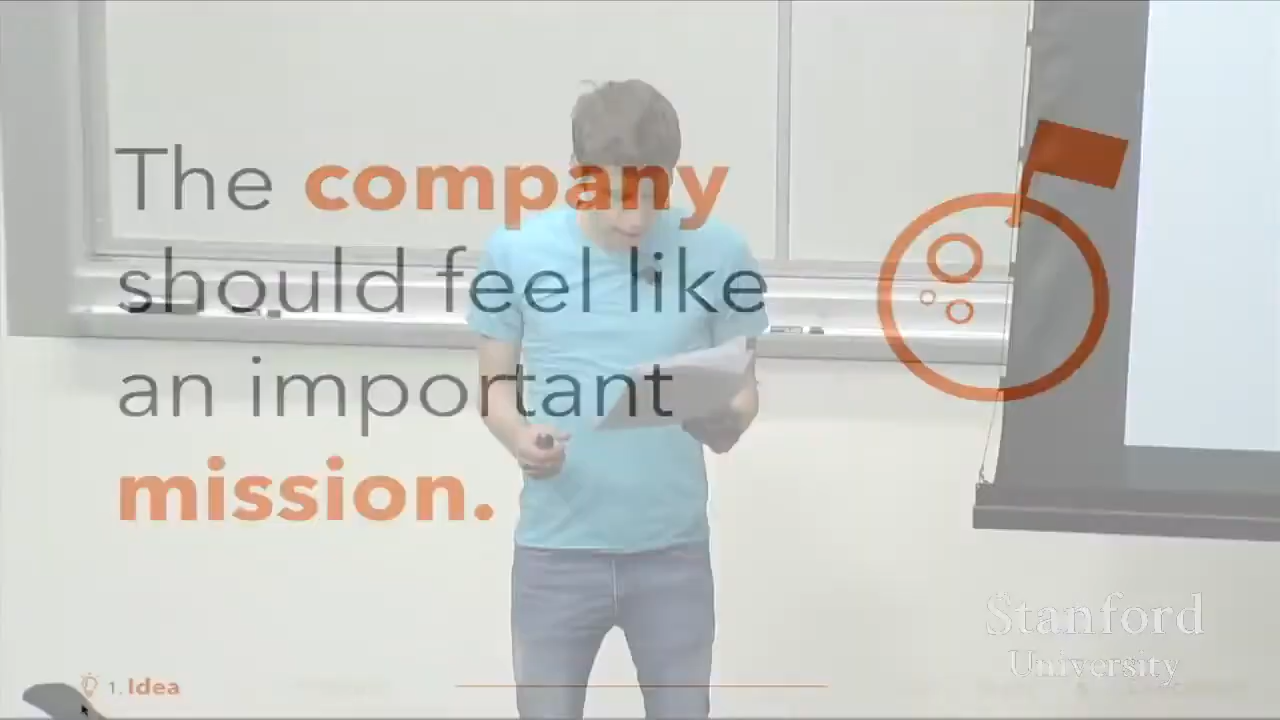 The company
should feel like
an important
mission.
1. Idea
Stanford
University